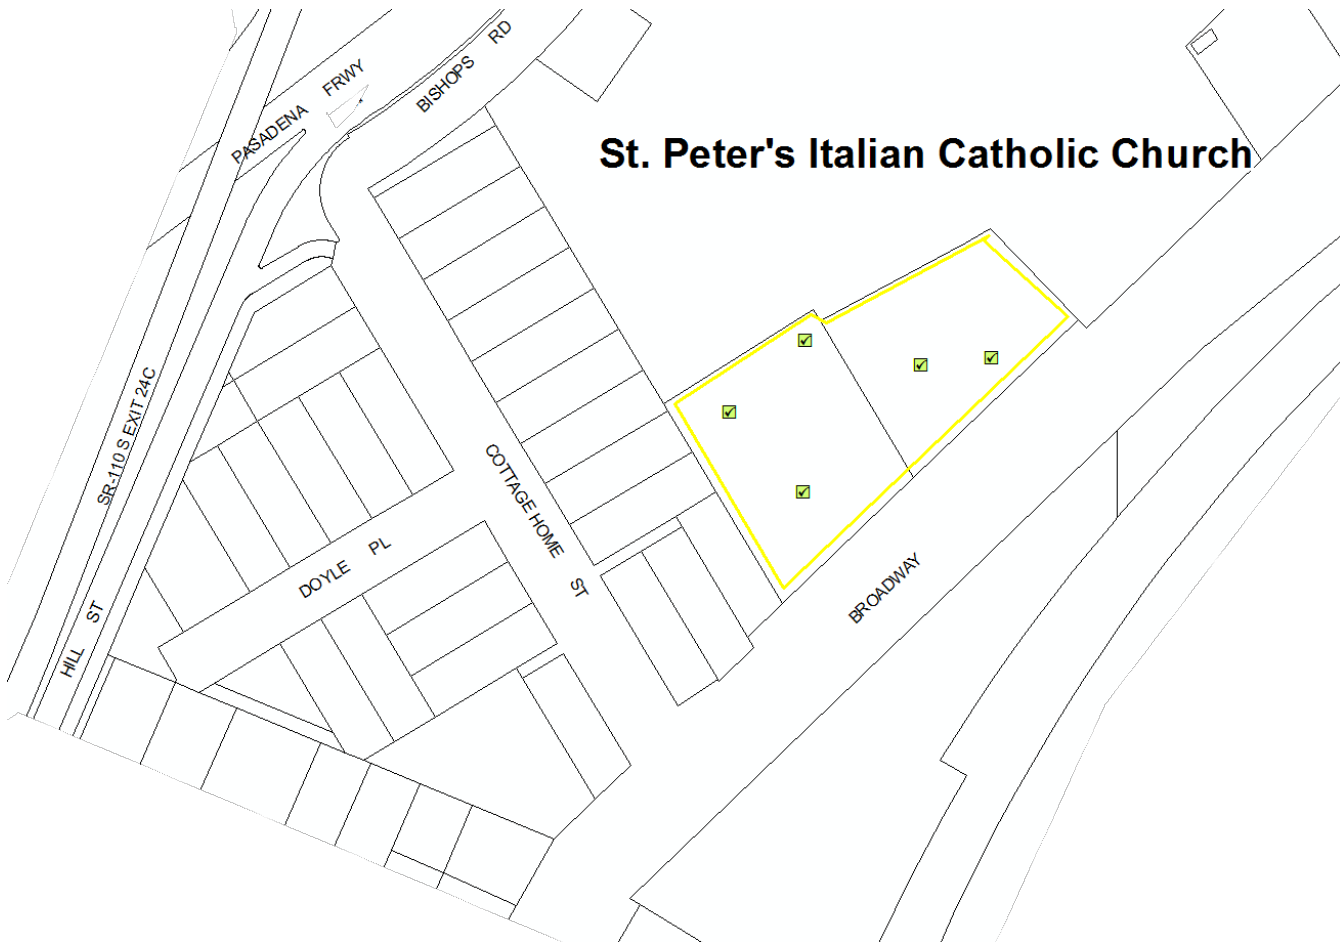 PASADENA FRWY
BISHOPS RD
St. Peter's Italian Catholic Church
SR-110 S EXIT 24C
COTTAGE HOME ST
DOYLE PL
BROADWAY
HILL ST